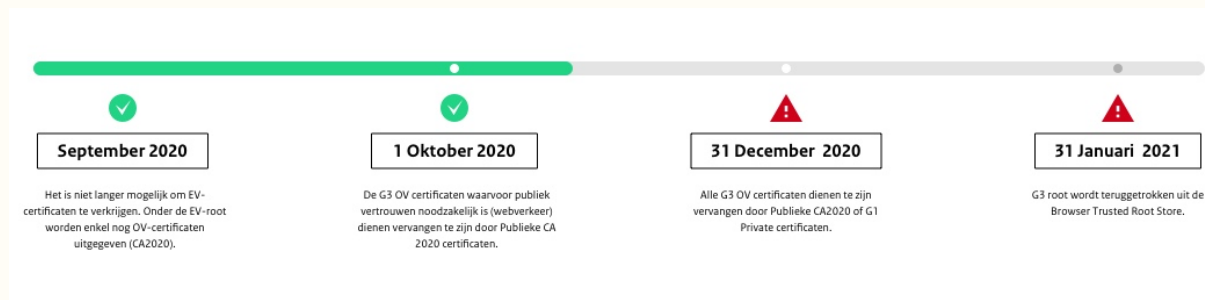 September 2020
Het is niet langer mogelijk om EV-
certificaten te verkrijgen. Onder de EV-root
worden enkel nog OV-certificaten
uitgegeven (CA2020).
1 Oktober 2020
De G3 OV certificaten waarvoor publiek
vertrouwen noodzakelijk is (webverkeer)
dienen vervangen te zijn door Publieke CA
2020 certificaten.
31 December 2020
Alle G3 OV certificaten dienen te zijn
vervangen door Publieke CA2020 of G1
Private certificaten.
31 Januari 2021
G3 root wordt teruggetrokken uit de
Browser Trusted Root Store.